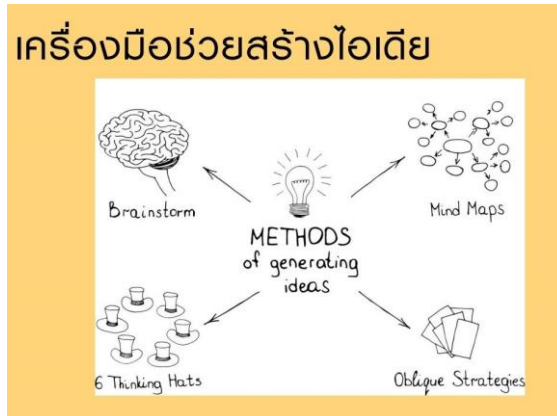 เครื่องมือช่วยสร้างไอเดีย
Brainstorm
Mind Maps
METHODS
of generating
ideas
6 Thinking Hats
Oblique Strategies